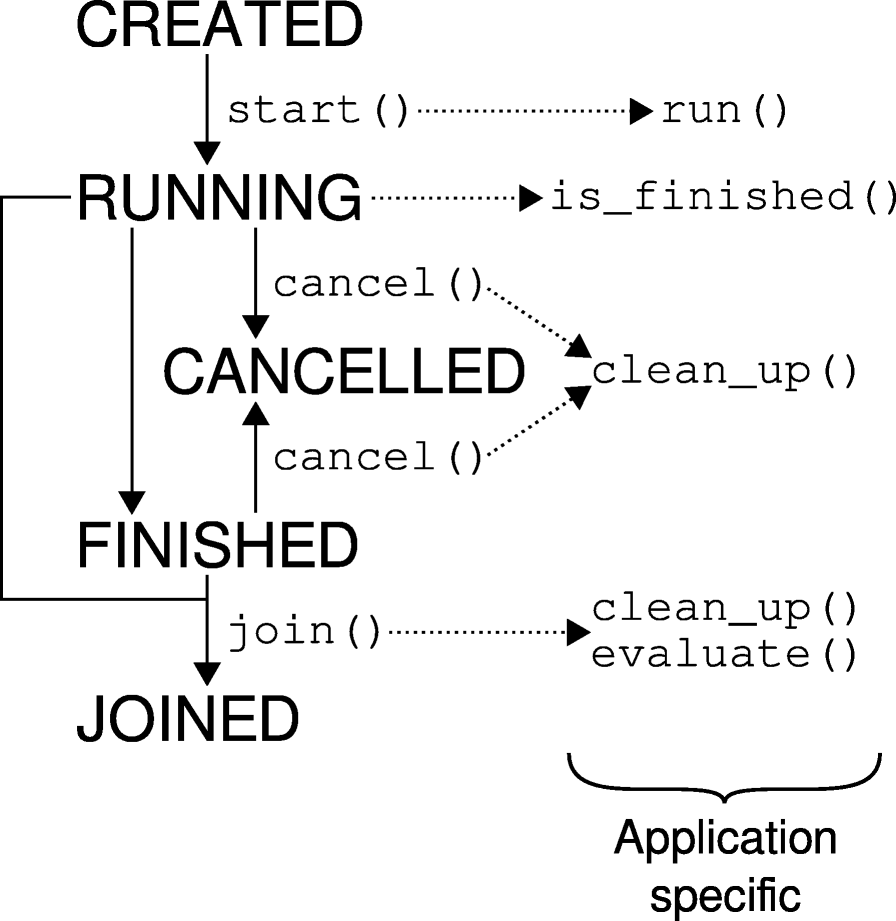 CREATED
start() run()
RUNNING is_finished()
cancel()
CANCELLED clean_up()
cancel()
FINISHED
clean_up()
join()
evaluate()
JOINED
Application
specific